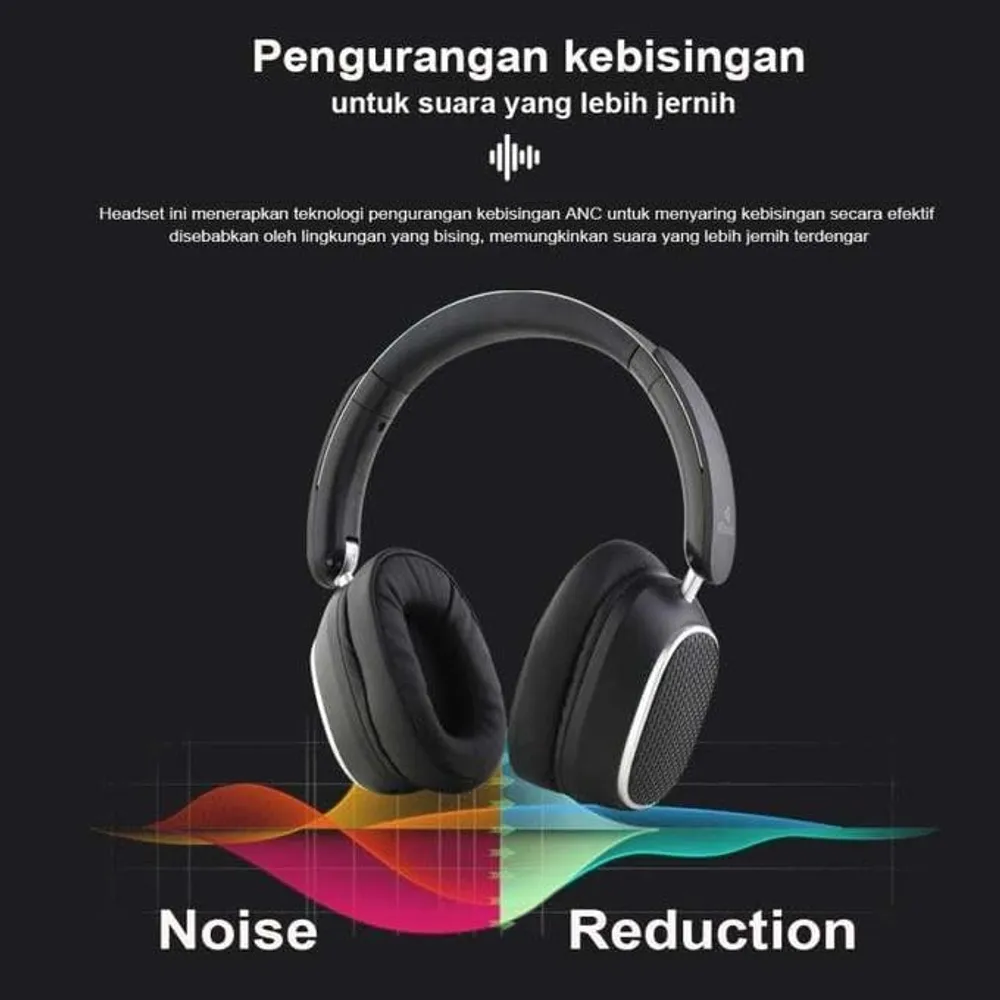 Pengurangan kebisingan
untuk suara yang lebih jernih
Headset ini menerapkan teknologi pengurangan kebisingan ANC untuk menyaring kebisingan secara efektif
disebabkan oleh lingkungan yang bising, memungkinkan suara yang lebih jernih terdengar
Noise
Reduction